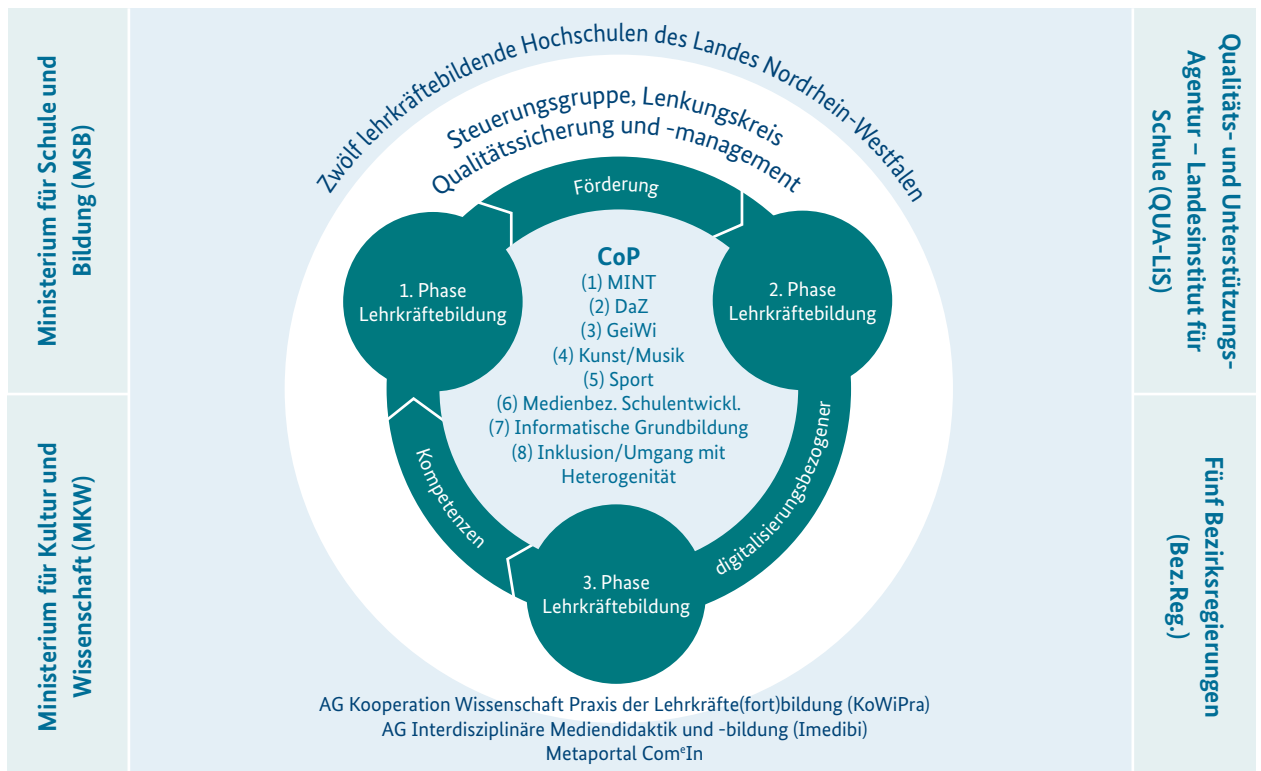 Ministerium für Schule und
Bildung (MSB)
Ministerium für Kultur und
Wissenschaft (MKW)
Zwölf lehrkräftebildende Hochschulen des Landes Nordrhein-Westfalen
Steuerungsgruppe, Lenkungskreis
Qualitätssicherung und -management
Förderung
1. Phase
Lehrkräftebildung
2. Phase
Lehrkräftebildung
CoP
(1) MINT
(2) DaZ
(3) GeiWi
(4) Kunst/Musik
(5) Sport
(6) Medienbez. Schulentwickl.
(7) Informatische Grundbildung
(8) Inklusion/Umgang mit
Heterogenität
digitalisierungsbezogener
Kompetenzen
3. Phase
Lehrkräftebildung
AG Kooperation Wissenschaft Praxis der Lehrkräfte(fort)bildung (KoWiPra)
AG Interdisziplinäre Mediendidaktik und -bildung (Imedibi)
Metaportal ComᵉIn
Qualitäts- und Unterstützungs-
Agentur – Landesinstitut für
Schule (QUA-LiS)
Fünf Bezirksregierungen
(Bez.Reg.)